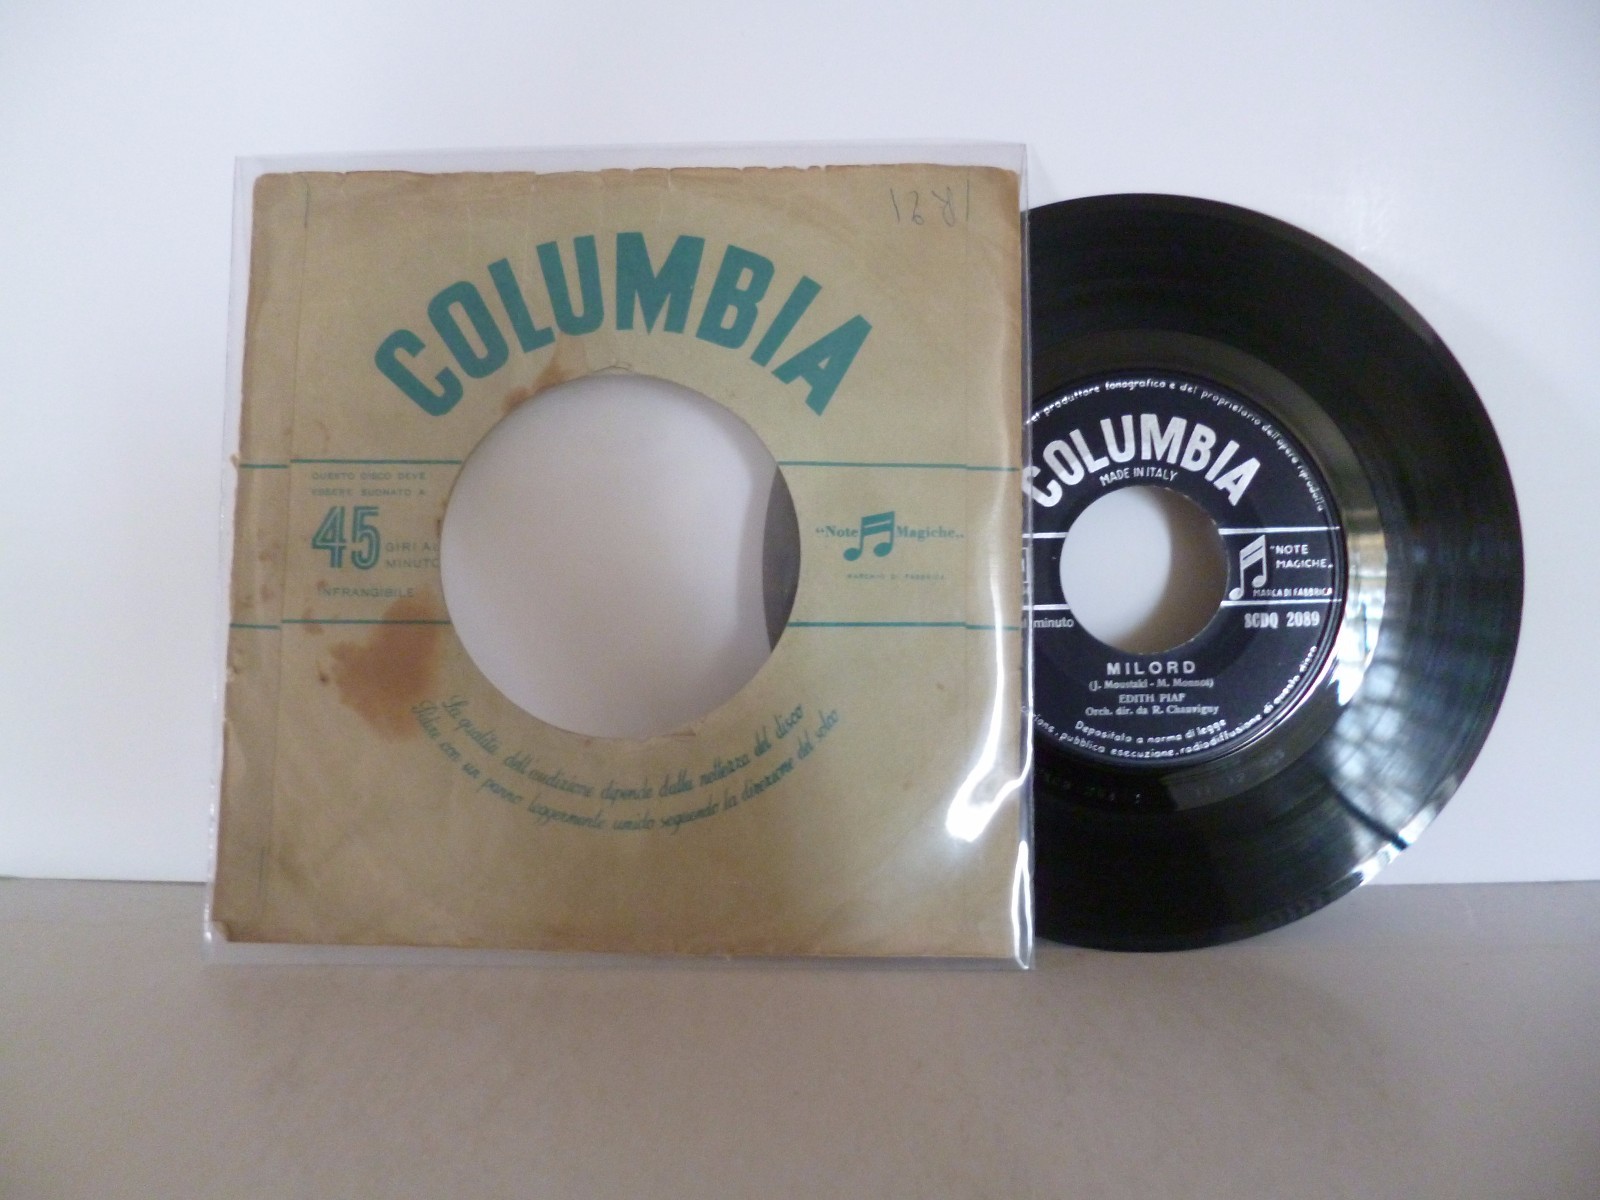 COLUMBIA
QUESTO DISCO DEVE
ESSERE SUONATO A
45 GIRI AL
MINUTO
INFRANGIBILE
"Note Magiche"
MARCHIO DI FABBRICA
La qualità dell'audizione dipende dalla nettezza del disco
con un panno leggermente umido seguendo la direzione del solco
produttore fonografico e del proprietario dell'opera riprodotta
COLUMBIA
MADE IN ITALY
"NOTE
MAGICHE"
MARCA DI FABBRICA
minuto
SCDQ 2089
MILORD
(J. Moustaki - M. Monnot)
EDITH PIAF
Orch. dir. da R. Chauvigny
Depositato a norma di legge
pubblica esecuzione, radiodiffusione di questo disco